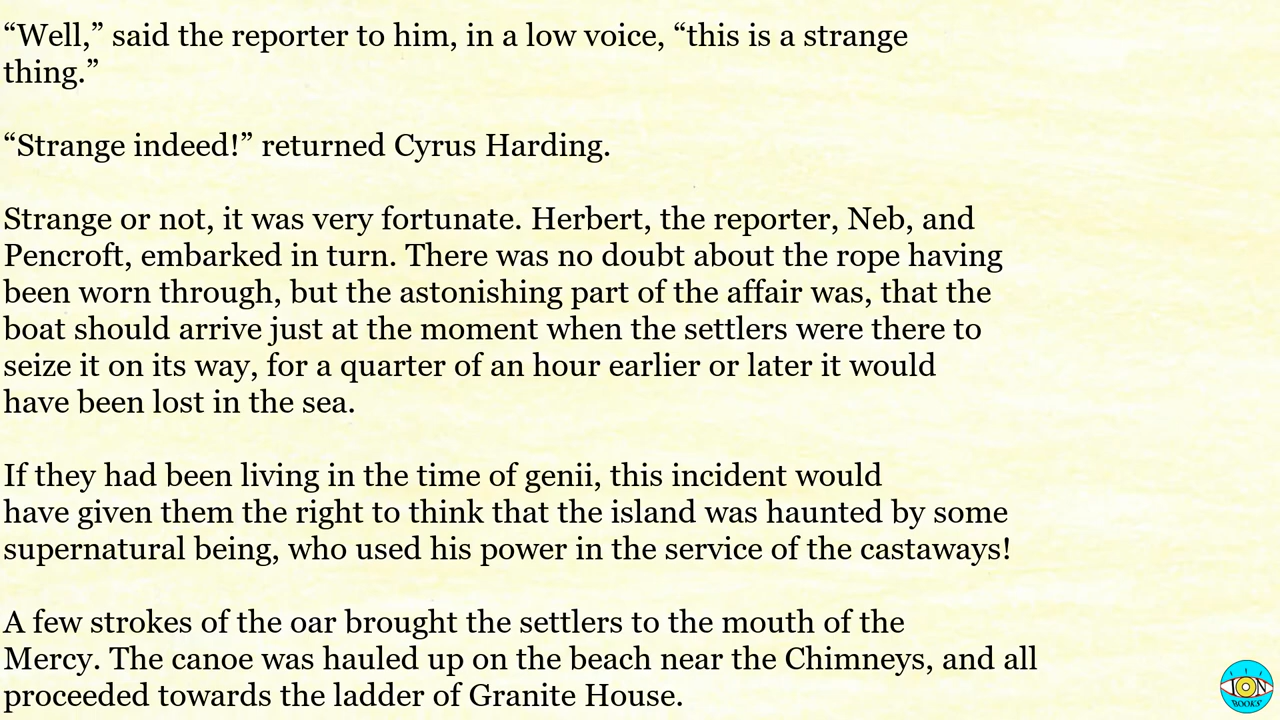 “Well,” said the reporter to him, in a low voice, “this is a strange
thing.”
“Strange indeed!” returned Cyrus Harding.
Strange or not, it was very fortunate. Herbert, the reporter, Neb, and
Pencroft, embarked in turn. There was no doubt about the rope having
been worn through, but the astonishing part of the affair was, that the
boat should arrive just at the moment when the settlers were there to
seize it on its way, for a quarter of an hour earlier or later it would
have been lost in the sea.
If they had been living in the time of genii, this incident would
have given them the right to think that the island was haunted by some
supernatural being, who used his power in the service of the castaways!
A few strokes of the oar brought the settlers to the mouth of the
Mercy. The canoe was hauled up on the beach near the Chimneys, and all
proceeded towards the ladder of Granite House.
ION
BOOKS